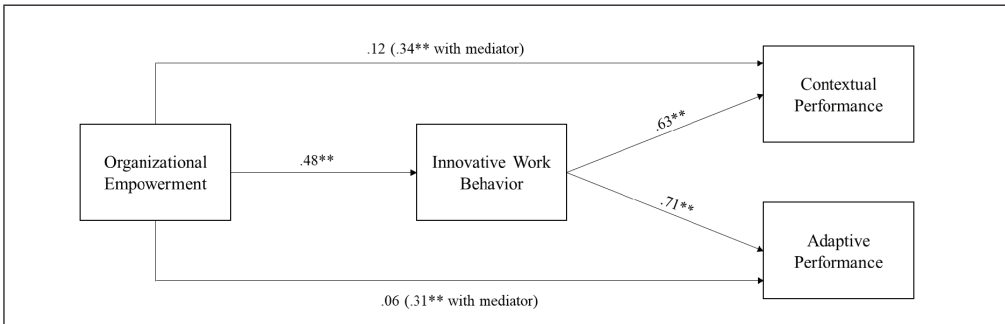 .12 (.34** with mediator)
Contextual
Performance
.63**
Organizational
Empowerment
.48**
Innovative Work
Behavior
.71**
Adaptive
Performance
.06 (.31** with mediator)